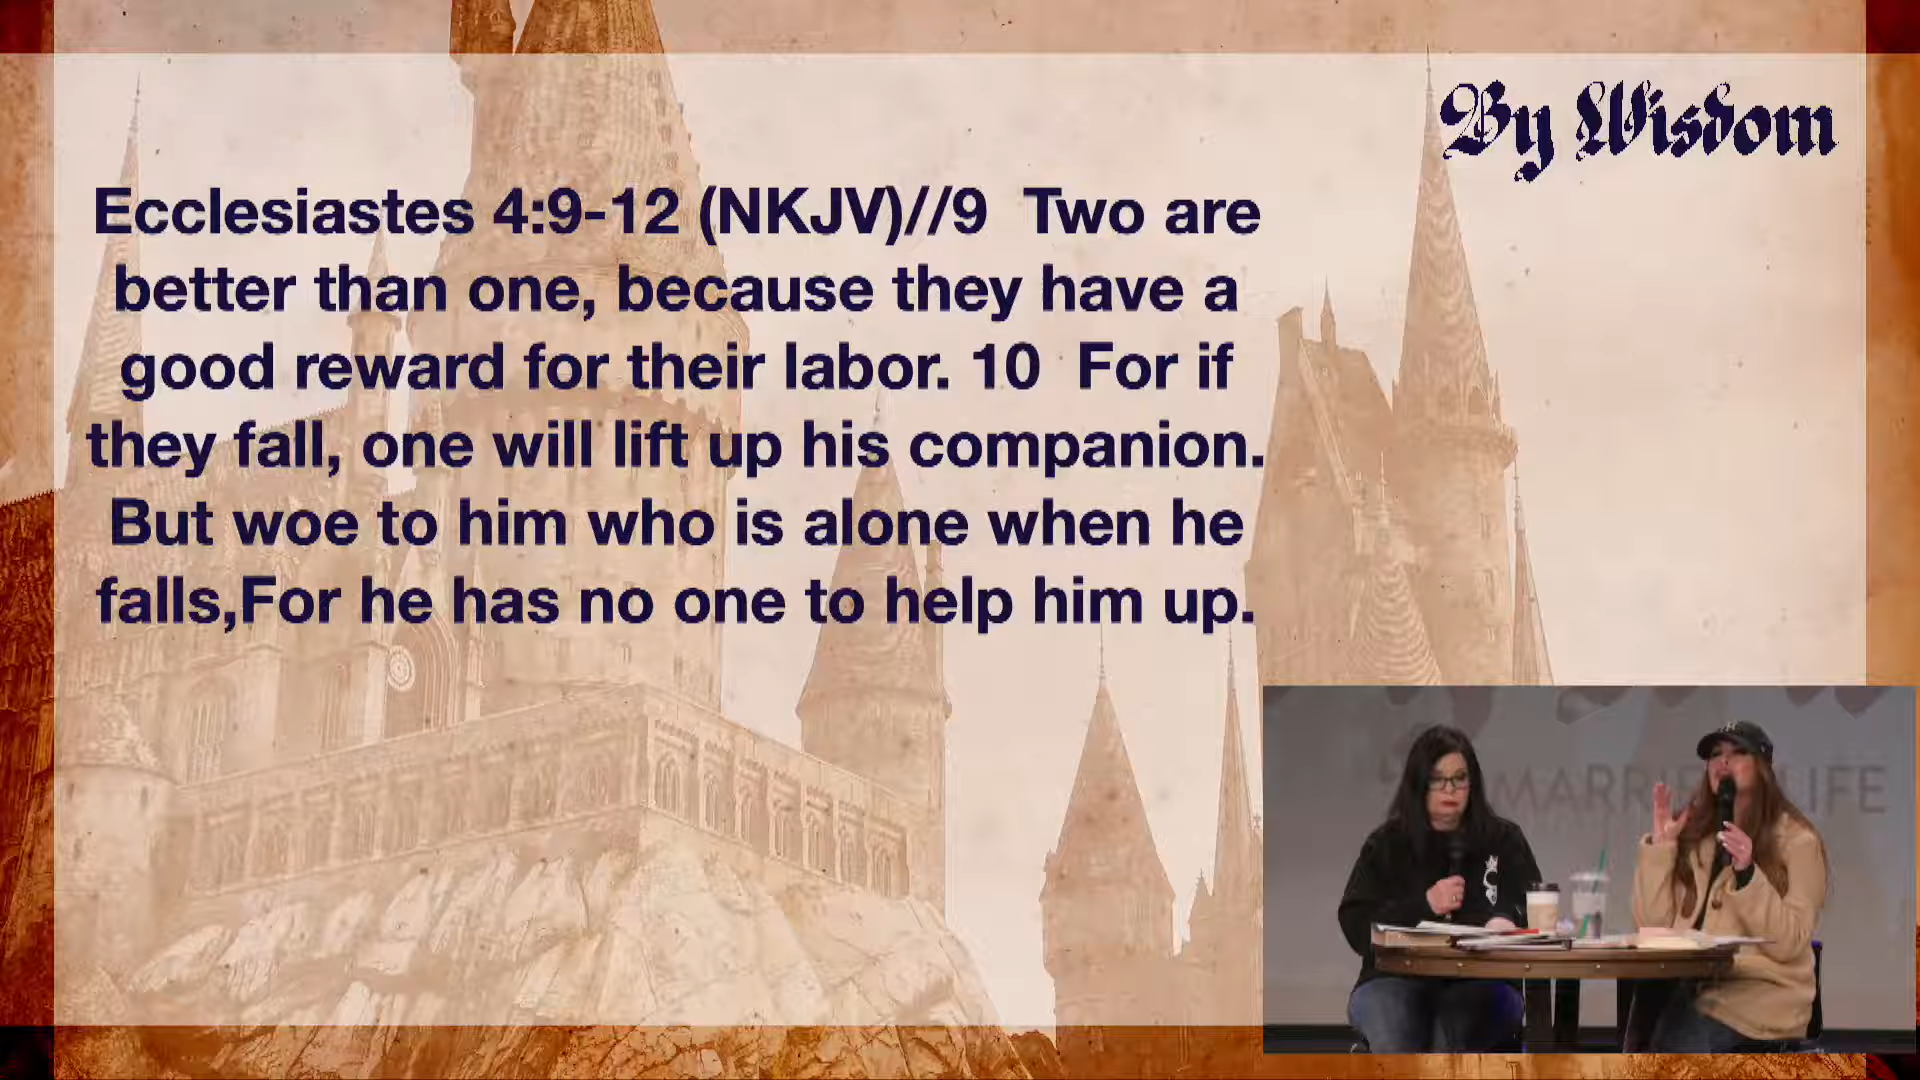 By Wisdom
Ecclesiastes 4:9-12 (NKJV)//9  Two are
better than one, because they have a
good reward for their labor. 10  For if
they fall, one will lift up his companion.
But woe to him who is alone when he
falls,For he has no one to help him up.
LIFE